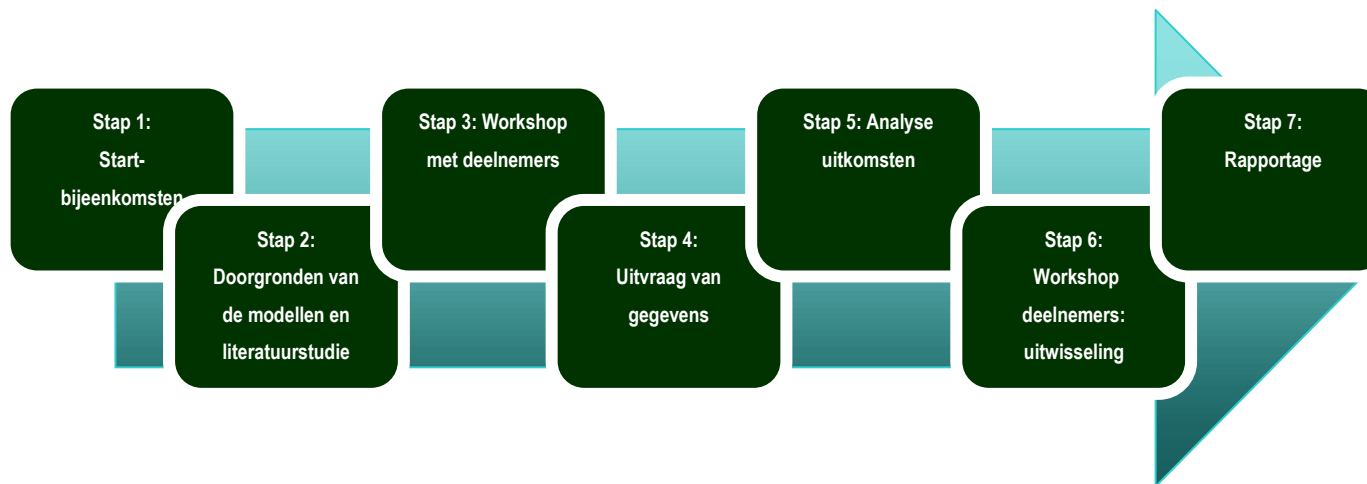 Stap 1:
Start-
bijeenkomsten
Stap 2:
Doorgronden van
de modellen en
literatuurstudie
Stap 3: Workshop
met deelnemers
Stap 4:
Uitvraag van
gegevens
Stap 5: Analyse
uitkomsten
Stap 6:
Workshop
deelnemers:
uitwisseling
Stap 7:
Rapportage